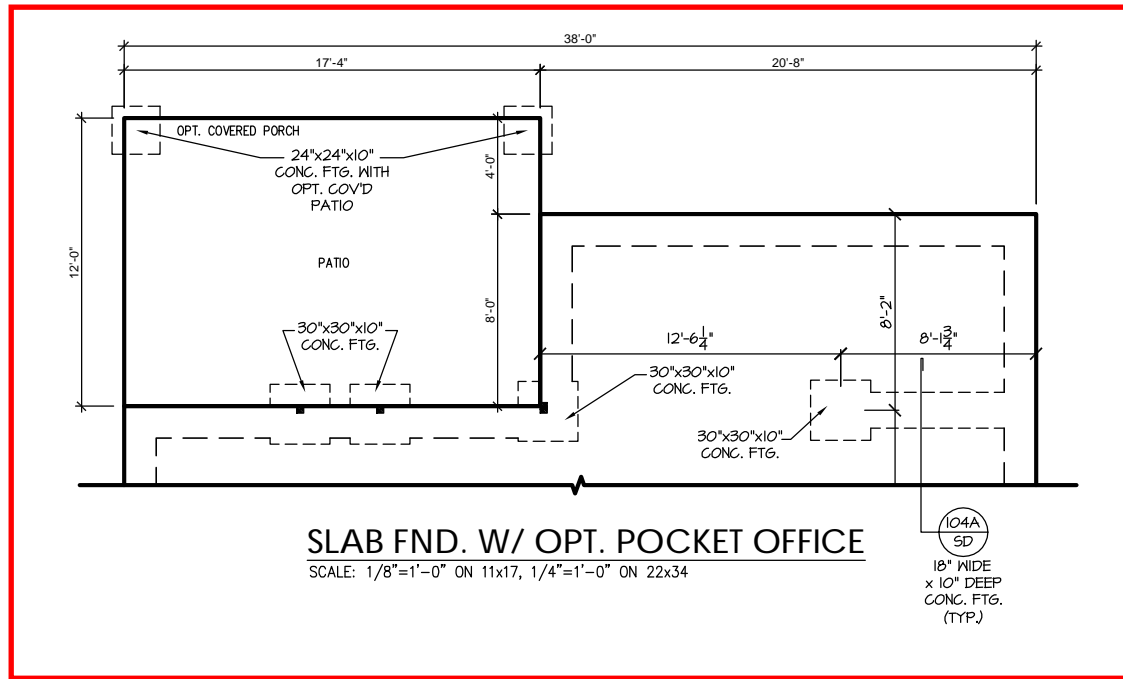 38'-0"
17'-4"
20'-8"
OPT. COVERED PORCH
24"x24"x10"
CONC. FTG. WITH
OPT. COV'D
PATIO
4'-0"
12'-0"
PATIO
8'-0"
8'-2"
30"x30"x10"
CONC. FTG.
12'-6 1/4"
8'-1 3/4"
30"x30"x10"
CONC. FTG.
30"x30"x10"
CONC. FTG.
SLAB FND. W/ OPT. POCKET OFFICE
SCALE: 1/8"=1'-0" ON 11x17, 1/4"=1'-0" ON 22x34
104A
SD
18" WIDE
x 10" DEEP
CONC. FTG.
(TYP.)